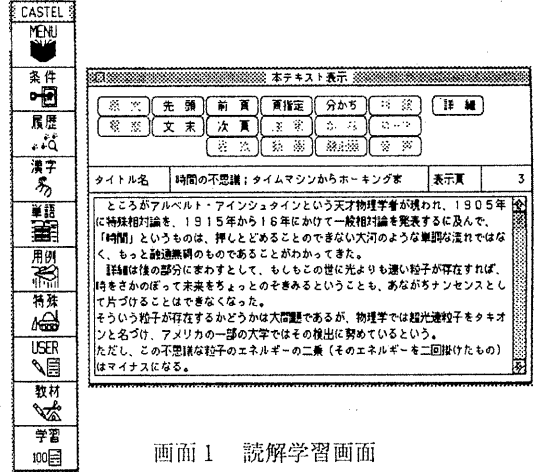 CASTEL
MENU
条件
履歴
漢字
単語
用例
特殊
USER
教材
学習
100
本テキスト表示
先頭 前頁 頁指定 分かち 詳細
文末 次頁
タイトル名 時間の不思議;タイムマシンからホーキングま 表示頁 3
ところがアルベルト・アインシュタインという天才物理学者が現われ、1905年
に特殊相対論を、1915年から16年にかけて一般相対論を発表するに及んで、
「時間」というものは、押しとどめることのできない大河のような単調な流れではな
く、もっと融通無碍のものであることがわかってきた。
詳細は後の部分にまわすとして、もしもこの世に光よりも速い粒子が存在すれば、
時をさかのぼって未来をちょっとのぞきみるということも、あながちナンセンスとし
て片づけることはできなくなった。
そういう粒子が存在するかどうかは大問題であるが、物理学では超光速粒子をタキオ
ンと名づけ、アメリカの一部の大学ではその検出に努めているという。
ただし、この不思議な粒子のエネルギーの二乗(そのエネルギーを二回掛けたもの)
はマイナスになる。
画面1 読解学習画面